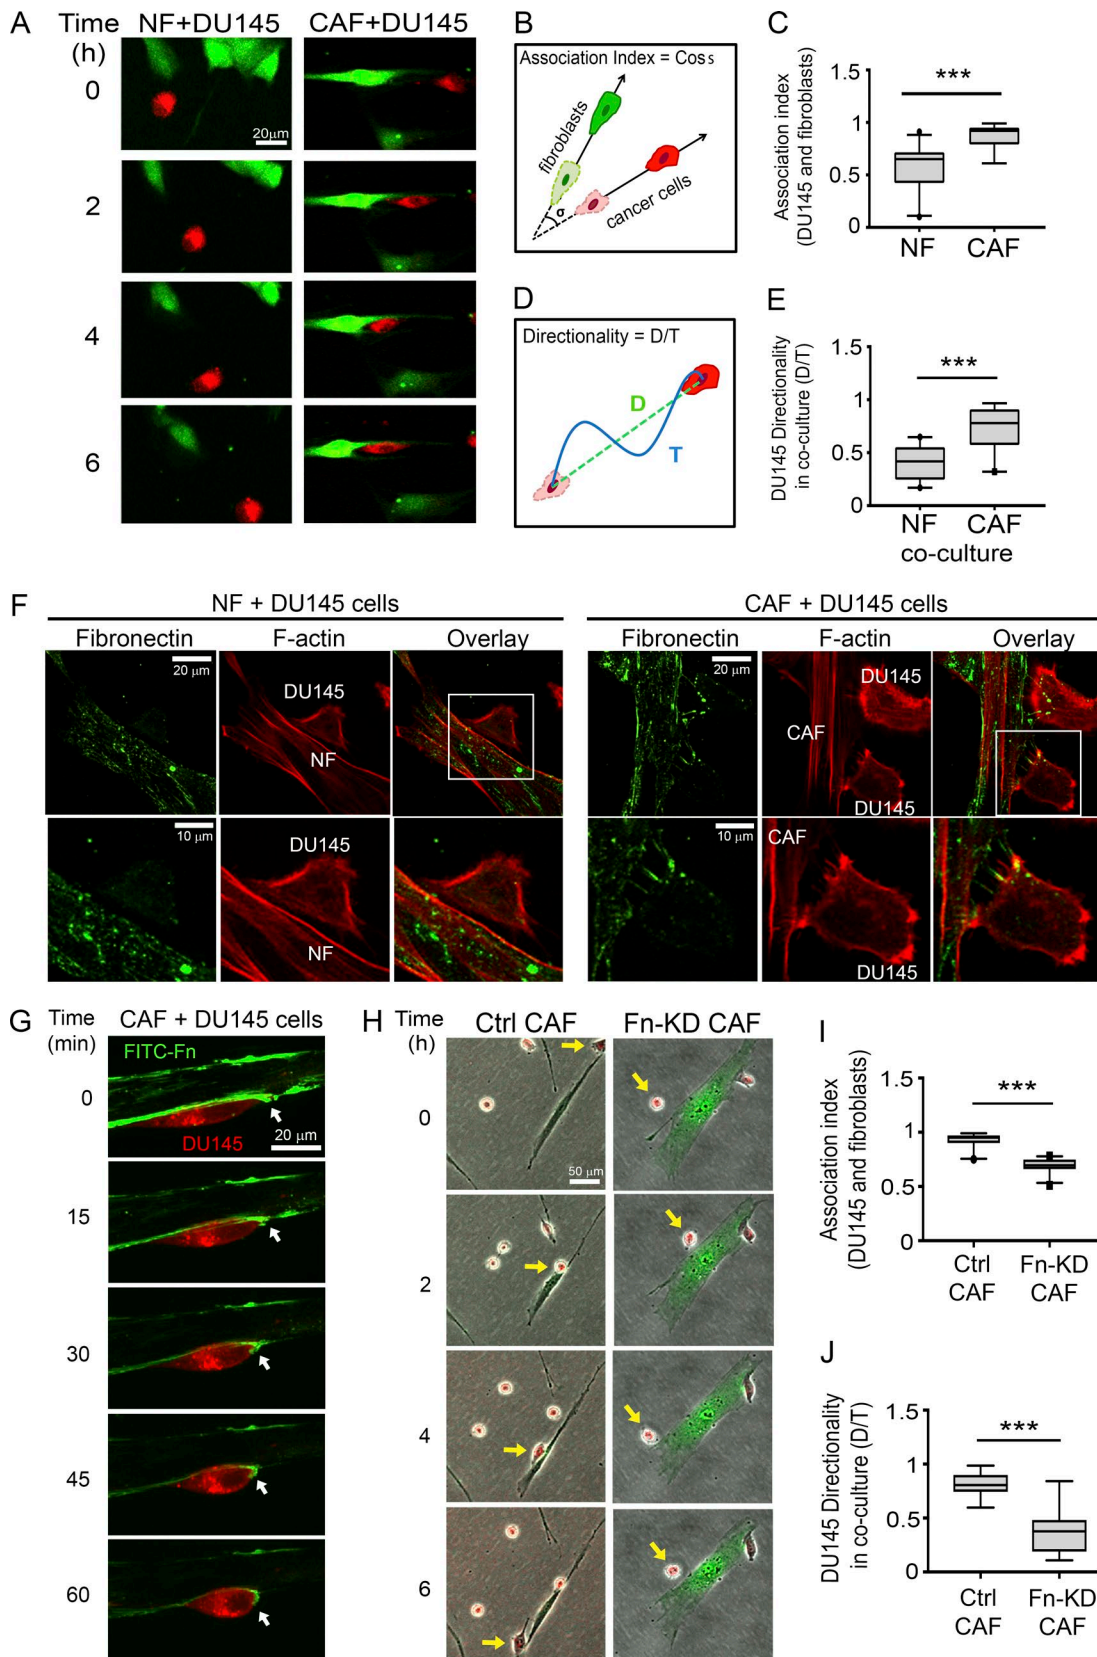 A
Time
(h)
NF+DU145
CAF+DU145
0
20μm
2
4
6
B
Association Index = Cos s
fibroblasts
cancer cells
σ
C
Association index
(DU145 and fibroblasts)
1.5
1
0.5
0
***
NF
CAF
D
Directionality = D/T
D
T
E
DU145 Directionality
in co-culture (D/T)
1.5
1
0.5
0
***
NF
CAF
co-culture
F
NF + DU145 cells
Fibronectin
F-actin
Overlay
20 μm
DU145
NF
10 μm
DU145
NF
CAF + DU145 cells
Fibronectin
F-actin
Overlay
20 μm
DU145
CAF
DU145
10 μm
CAF
DU145
G
Time
(min)
CAF + DU145 cells
FITC-Fn
0
DU145
20 μm
15
30
45
60
H
Time
(h)
Ctrl CAF
Fn-KD CAF
0
50 μm
2
4
6
I
Association index
(DU145 and fibroblasts)
1.5
1
0.5
0
***
Ctrl
CAF
Fn-KD
CAF
J
DU145 Directionality
in co-culture (D/T)
1.5
1
0.5
0
***
Ctrl
CAF
Fn-KD
CAF